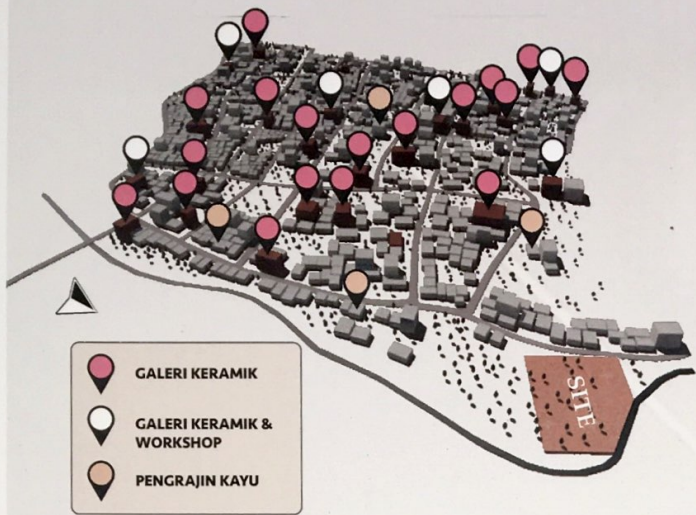 GALERI KERAMIK
GALERI KERAMIK &
WORKSHOP
PENGRAJIN KAYU
SITE